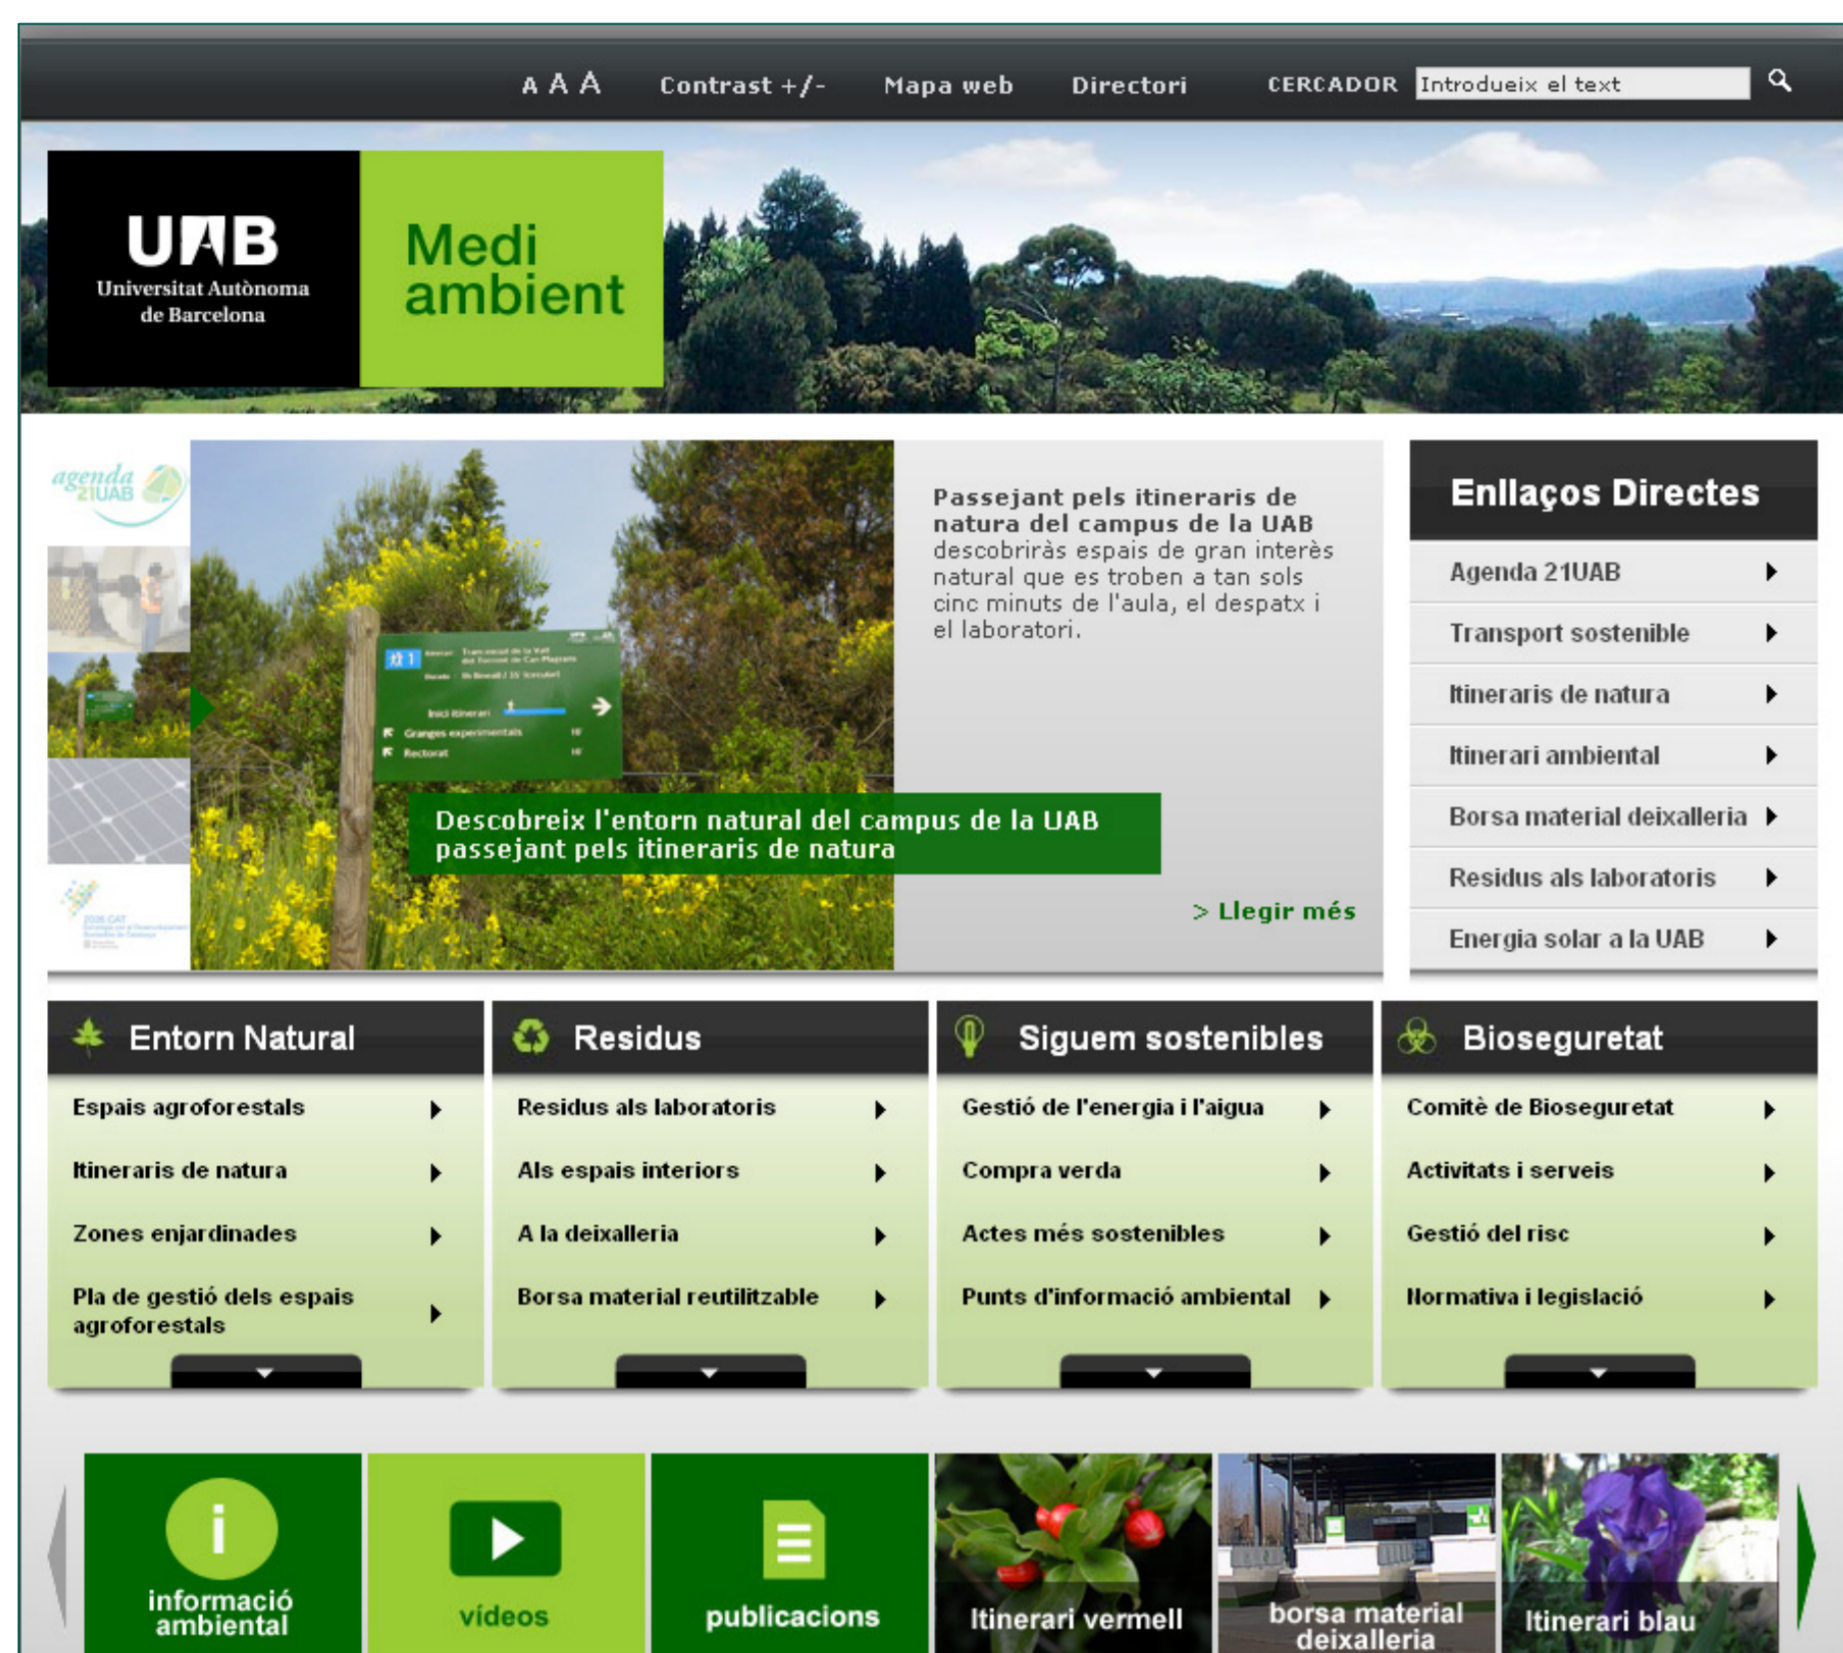 A A A Contrast +/- Mapa web Directori CERCADOR Introdueix el text
UAB
Universitat Autònoma
de Barcelona
Medi
ambient
agenda
21UAB
1
Inici itinerari
Granges experimentals
Rectorat
Descobreix l'entorn natural del campus de la UAB
passejant pels itineraris de natura
Passejant pels itineraris de
natura del campus de la UAB
descobriràs espais de gran interès
natural que es troben a tan sols
cinc minuts de l'aula, el despatx i
el laboratori.
> Llegir més
Enllaços Directes
Agenda 21UAB
Transport sostenible
Itineraris de natura
Itinerari ambiental
Borsa material deixalleria
Residus als laboratoris
Energia solar a la UAB
Entorn Natural
Espais agroforestals
Itineraris de natura
Zones enjardinades
Pla de gestió dels espais
agroforestals
Residus
Residus als laboratoris
Als espais interiors
A la deixalleria
Borsa material reutilitzable
Siguem sostenibles
Gestió de l'energia i l'aigua
Compra verda
Actes més sostenibles
Punts d'informació ambiental
Bioseguretat
Comitè de Bioseguretat
Activitats i serveis
Gestió del risc
Normativa i legislació
informació
ambiental
vídeos
publicacions
Itinerari vermell
borsa material
deixalleria
Itinerari blau